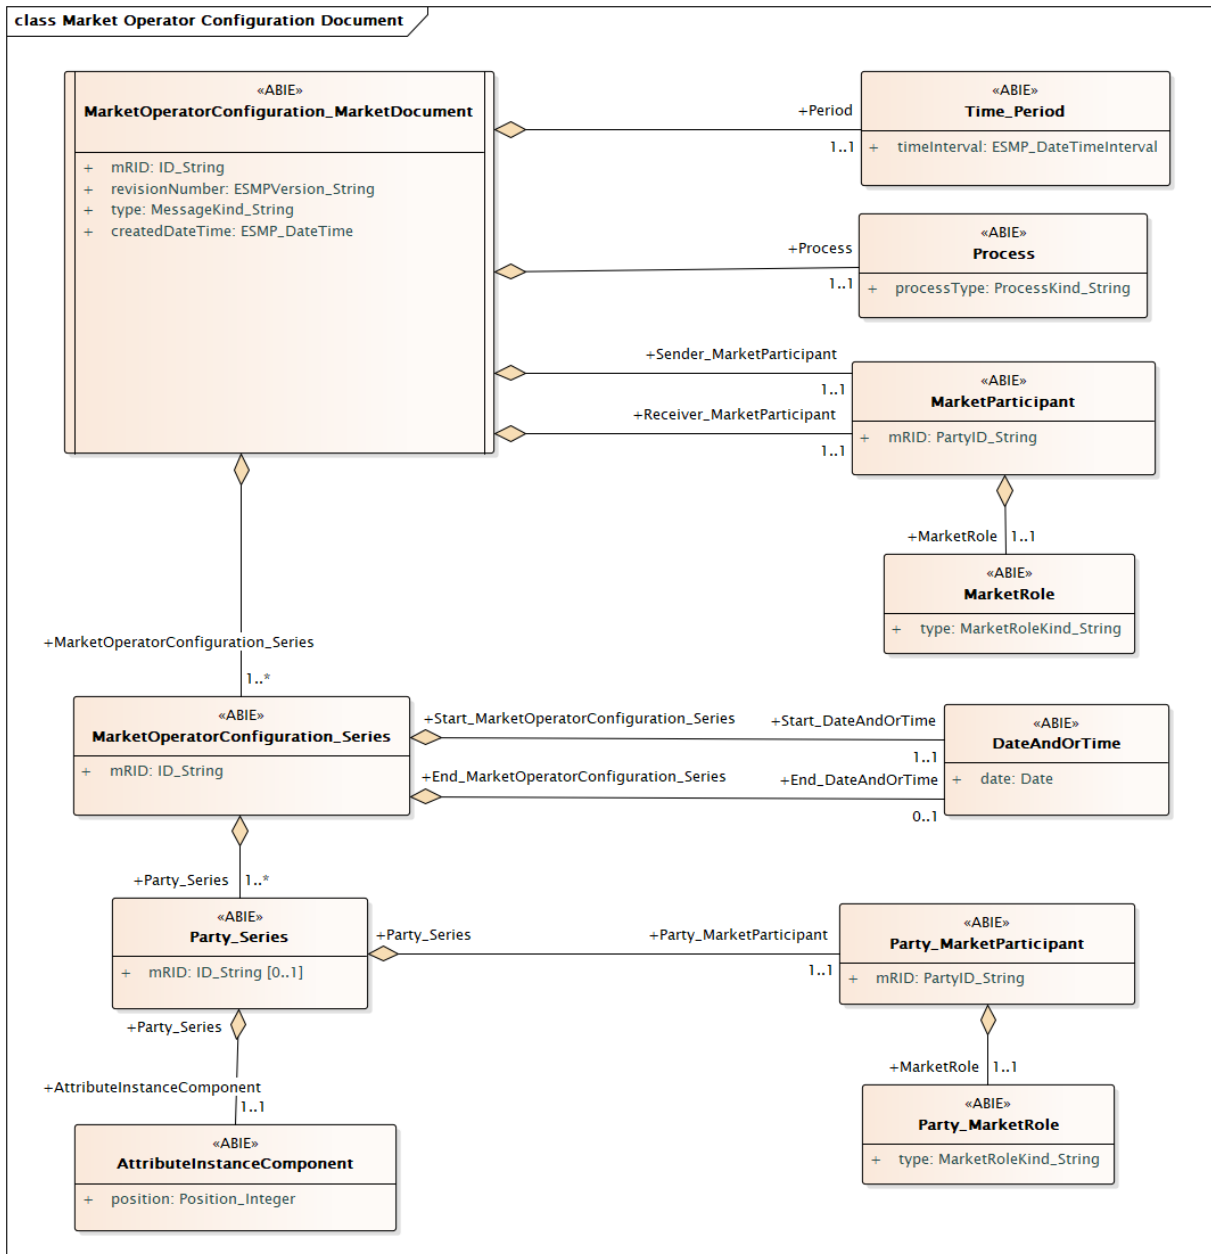 class Market Operator Configuration Document
«ABIE»
MarketOperatorConfiguration_MarketDocument
+ mRID: ID_String
+ revisionNumber: ESMPVersion_String
+ type: MessageKind_String
+ createdDateTime: ESMP_DateTime
+Period
1..1
«ABIE»
Time_Period
+ timeInterval: ESMP_DateTimeInterval
+Process
1..1
«ABIE»
Process
+ processType: ProcessKind_String
+Sender_MarketParticipant
1..1
+Receiver_MarketParticipant
1..1
«ABIE»
MarketParticipant
+ mRID: PartyID_String
+MarketRole 1..1
«ABIE»
MarketRole
+ type: MarketRoleKind_String
+MarketOperatorConfiguration_Series
1..*
«ABIE»
MarketOperatorConfiguration_Series
+ mRID: ID_String
+Start_MarketOperatorConfiguration_Series
+Start_DateAndOrTime
1..1
+End_MarketOperatorConfiguration_Series
+End_DateAndOrTime
0..1
«ABIE»
DateAndOrTime
+ date: Date
+Party_Series 1..*
«ABIE»
Party_Series
+ mRID: ID_String [0..1]
+Party_Series
+Party_MarketParticipant
1..1
«ABIE»
Party_MarketParticipant
+ mRID: PartyID_String
+MarketRole 1..1
«ABIE»
Party_MarketRole
+ type: MarketRoleKind_String
+Party_Series
+AttributeInstanceComponent
1..1
«ABIE»
AttributeInstanceComponent
+ position: Position_Integer